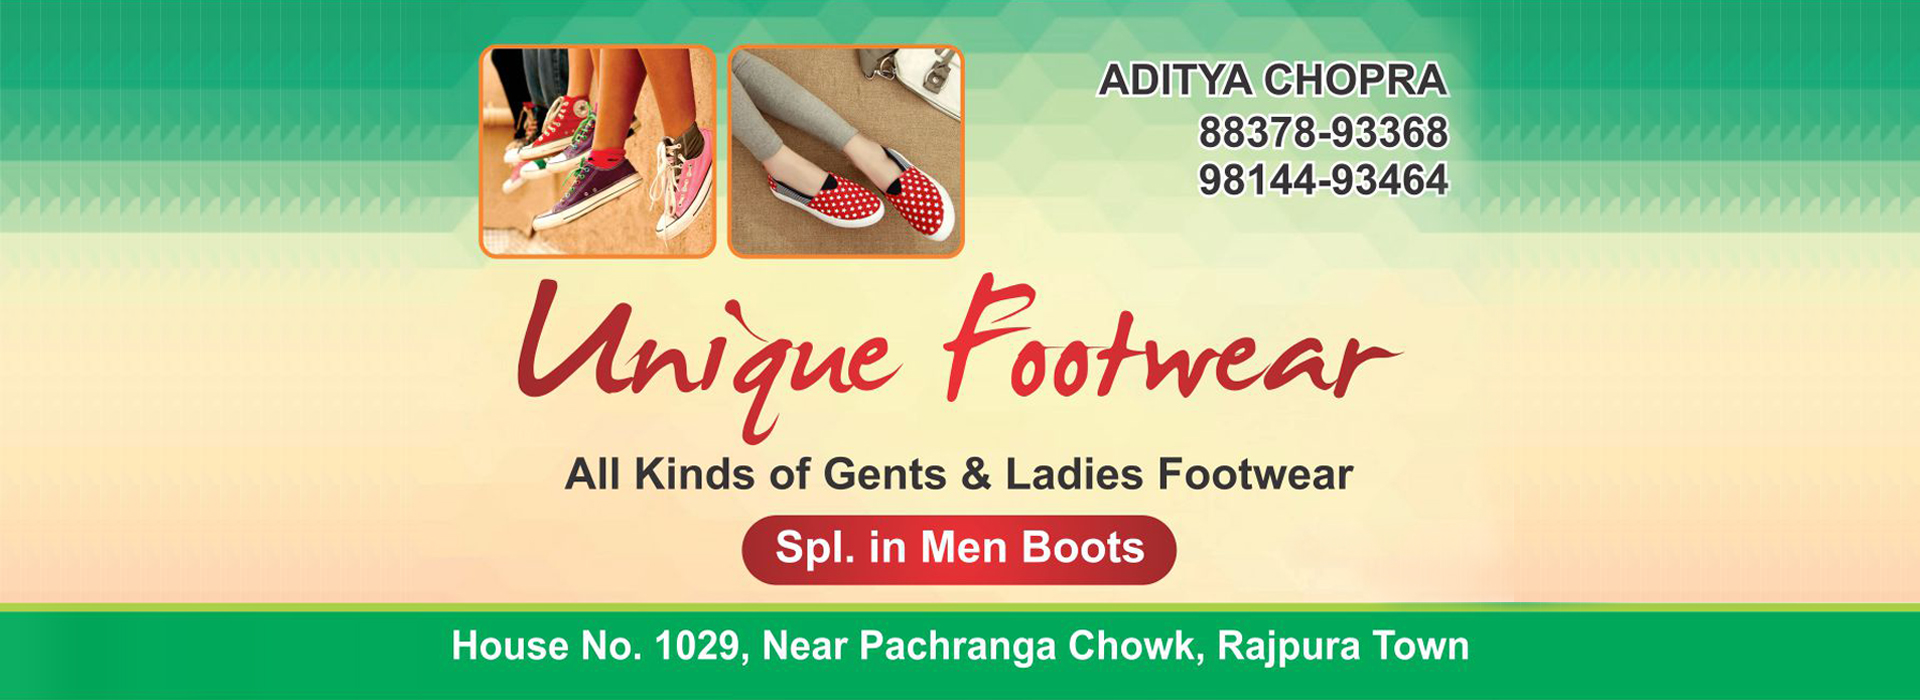 ADITYA CHOPRA
88378-93368
98144-93464
Unique Footwear
All Kinds of Gents & Ladies Footwear
Spl. in Men Boots
House No. 1029, Near Pachranga Chowk, Rajpura Town